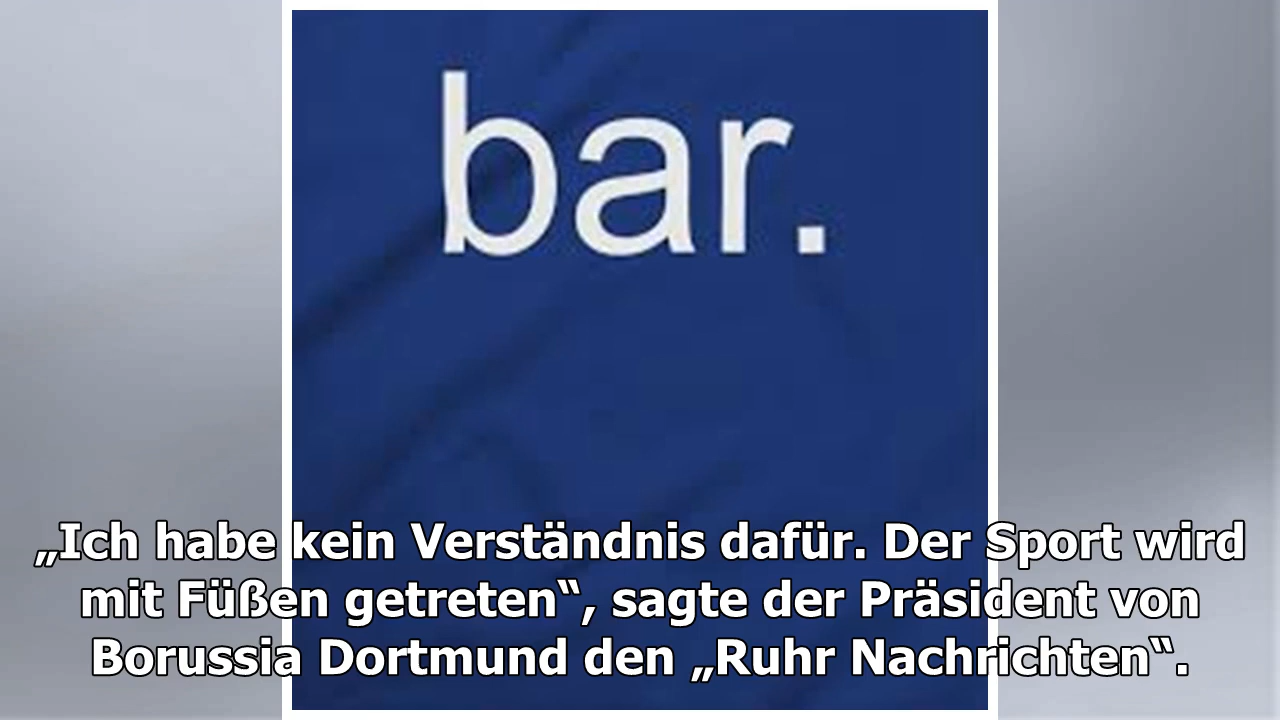 bar.
„Ich habe kein Verständnis dafür. Der Sport wird
mit Füßen getreten“, sagte der Präsident von
Borussia Dortmund den „Ruhr Nachrichten“.